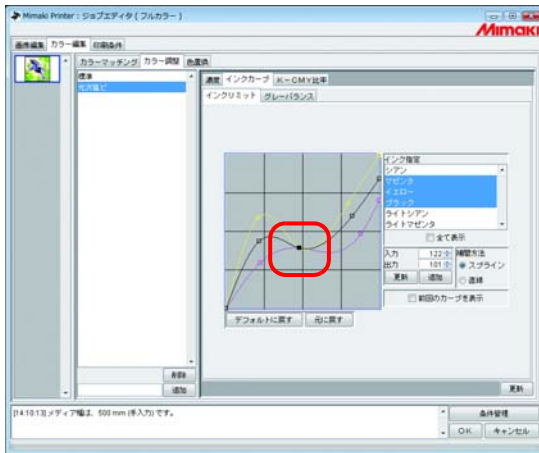 Mimaki Printer : ジョブエディタ ( フルカラー )
Mimaki
画像編集 カラー編集 印刷条件
カラーマッチング カラー調整 色置換
標準
光沢塩ビ
濃度 インクカーブ K-CMY比率
インクリミット グレーバランス
インク指定
シアン
マゼンタ
イエロー
ブラック
ライトシアン
ライトマゼンタ
全て表示
入力 122 補間方法
出力 101 スプライン
更新 追加 直線
前回のカーブを表示
デフォルトに戻す 元に戻す
削除
追加
更新
[14:10:13] メディア幅は、500 mm (手入力) です。
条件管理
OK キャンセル